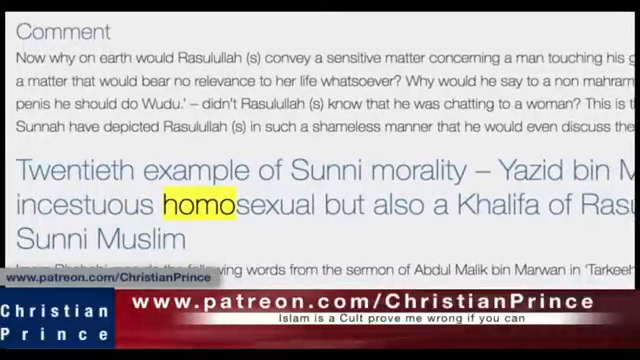 Comment
Now why on earth would Rasulullah (s) convey a sensitive matter concerning a man touching his
a matter that would bear no relevance to her life whatsoever? Why would he say to a non mahram
penis he should do Wudu.' – didn't Rasulullah (s) know that he was chatting to a woman? This is
Sunnah have depicted Rasulullah (s) in such a shameless manner that he would even discuss
Twentieth example of Sunni morality – Yazid bin
incestuous homosexual but also a Khalifa of
Sunni Muslim
following words from the sermon of Abdul Malik bin Marwan in
www.patreon.com/ChristianPrince
www.patreon.com/ChristianPrince
Islam is a Cult prove me wrong if you can
Christian
Prince